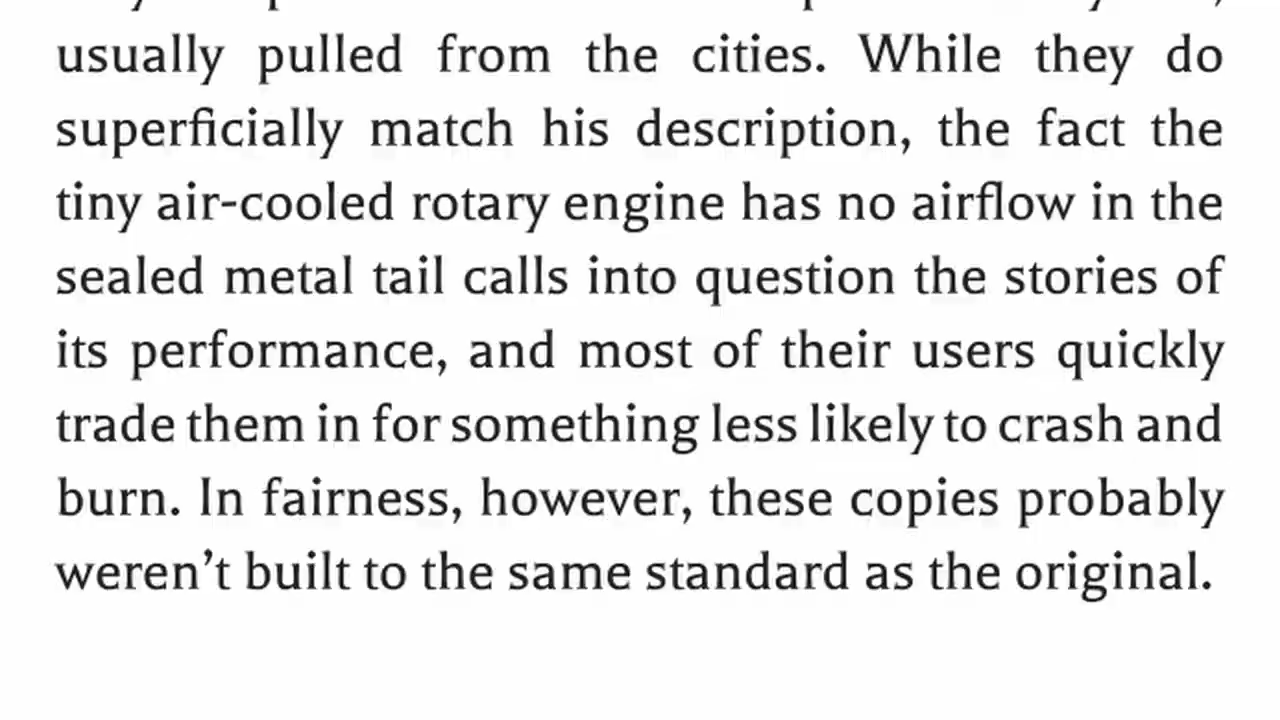 usually pulled from the cities. While they do
superficially match his description, the fact the
tiny air-cooled rotary engine has no airflow in the
sealed metal tail calls into question the stories of
its performance, and most of their users quickly
trade them in for something less likely to crash and
burn. In fairness, however, these copies probably
weren’t built to the same standard as the original.